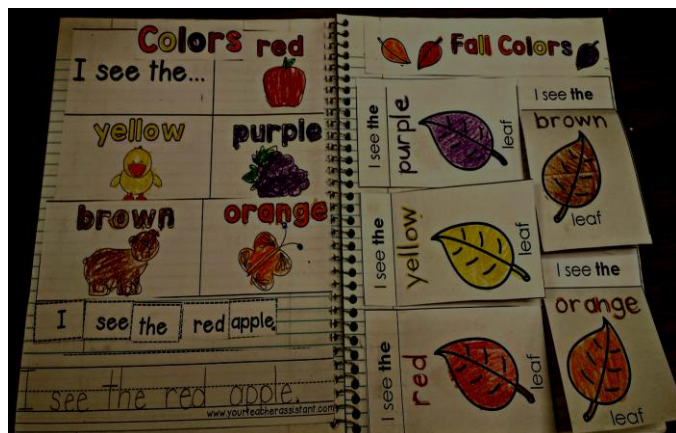 Colors red
I see the...
yellow
purple
brown
orange
I see the red apple.
I see the red apple.
www.yourteacherassistant.com
Fall Colors
I see the
purple
leaf
I see the
brown
leaf
I see the
yellow
leaf
I see the
orange
leaf
I see the
red
leaf